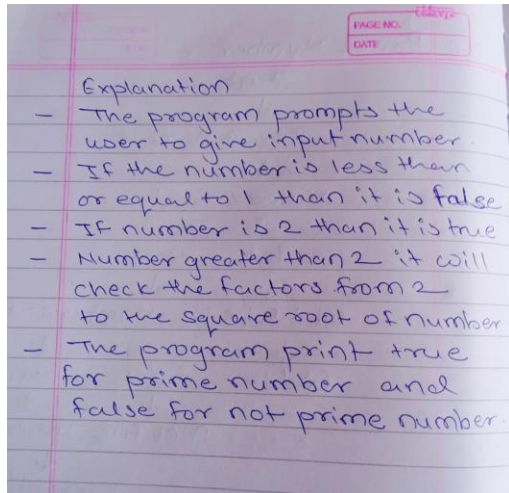 PAGE NO.
DATE
Explanation
- The program prompts the
user to give input number.
- If the number is less than
or equal to 1 than it is false
- If number is 2 than it is true
- Number greater than 2 it will
check the factors from 2
to the square root of number
- The program print true
for prime number and
false for not prime number.